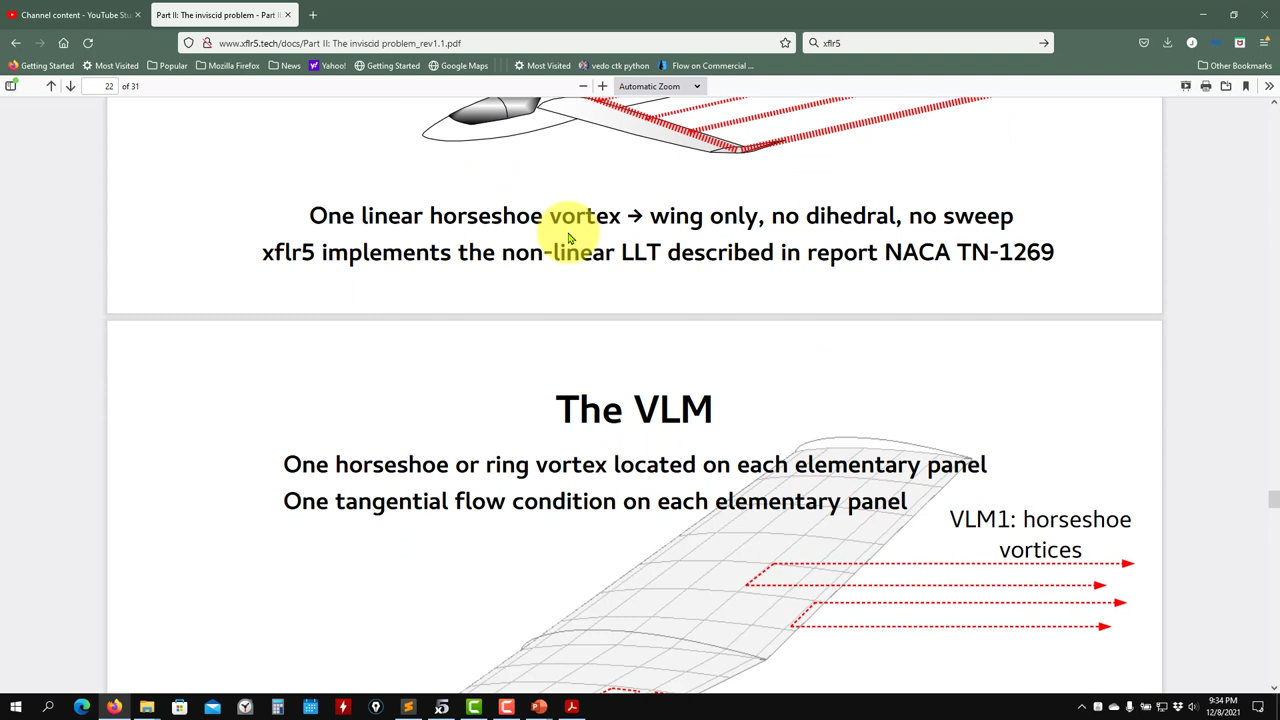 Channel content - YouTube Stu
Part II: The inviscid problem - Part II
www.xflr5.tech/docs/Part II: The inviscid problem_rev1.1.pdf
xflr5
Getting Started
Most Visited
Popular
Mozilla Firefox
News
Yahoo!
Getting Started
Google Maps
Most Visited
vedo ctk python
Flow on Commercial ...
Other Bookmarks
22 of 31
Automatic Zoom
One linear horseshoe vortex → wing only, no dihedral, no sweep
xflr5 implements the non-linear LLT described in report NACA TN-1269
The VLM
One horseshoe or ring vortex located on each elementary panel
One tangential flow condition on each elementary panel
VLM1: horseshoe
vortices
9:34 PM
12/8/2021